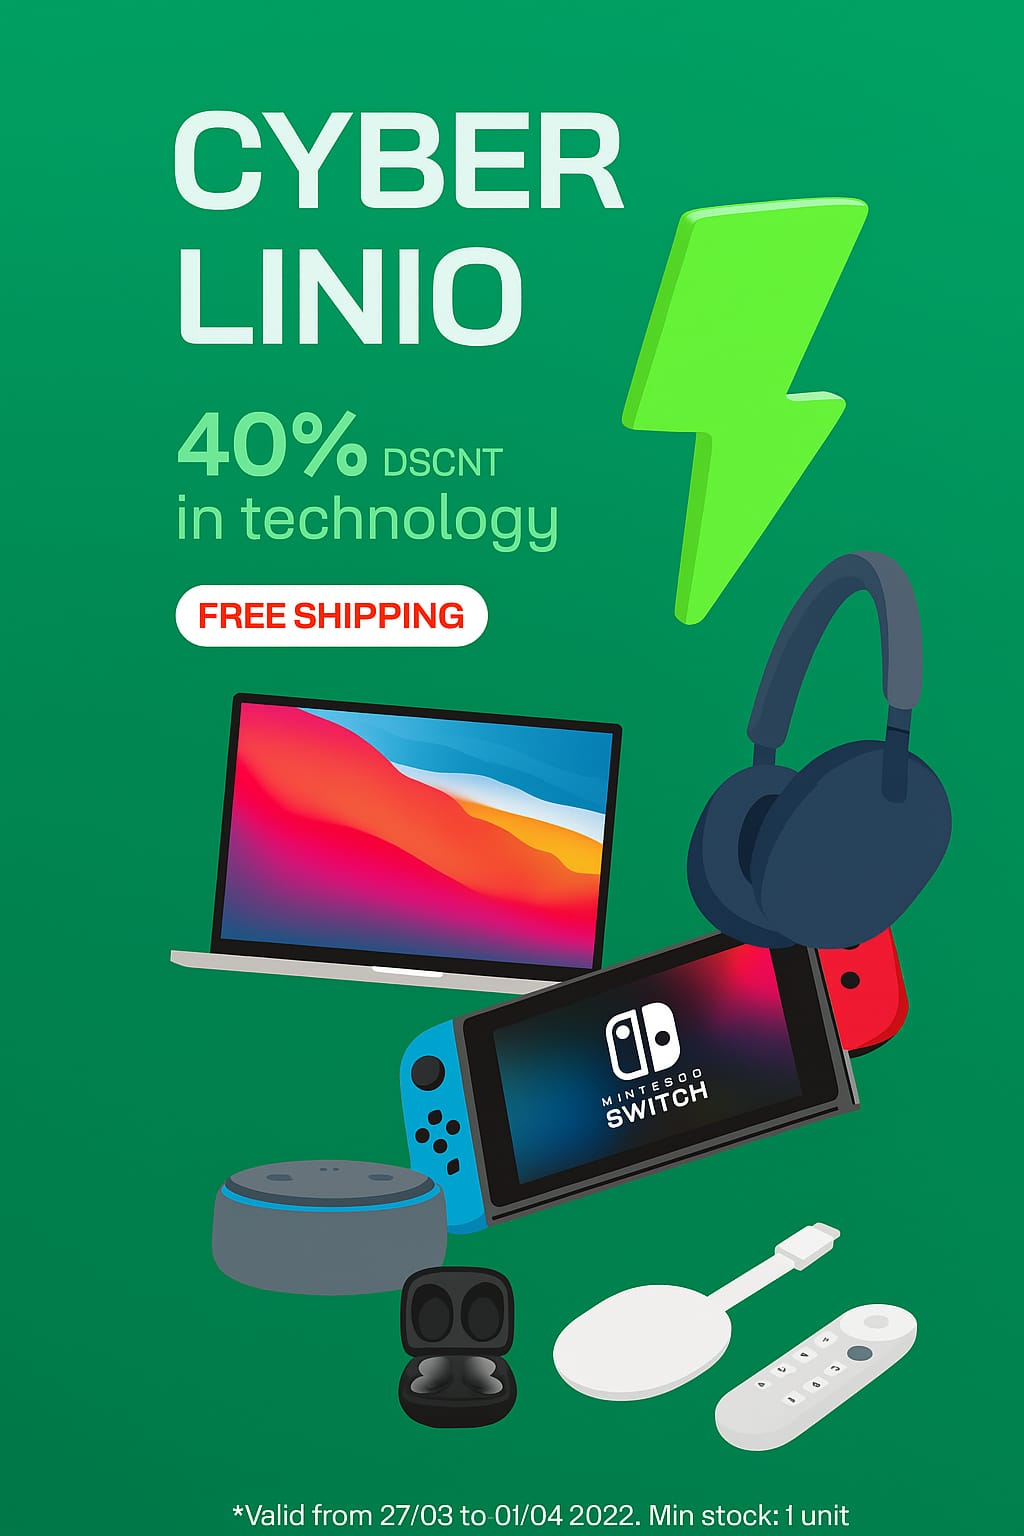 CYBER
LINIO
40% DSCNT
in technology
FREE SHIPPING
MINTESOO
SWITCH
*Valid from 27/03 to 01/04 2022. Min stock: 1 unit